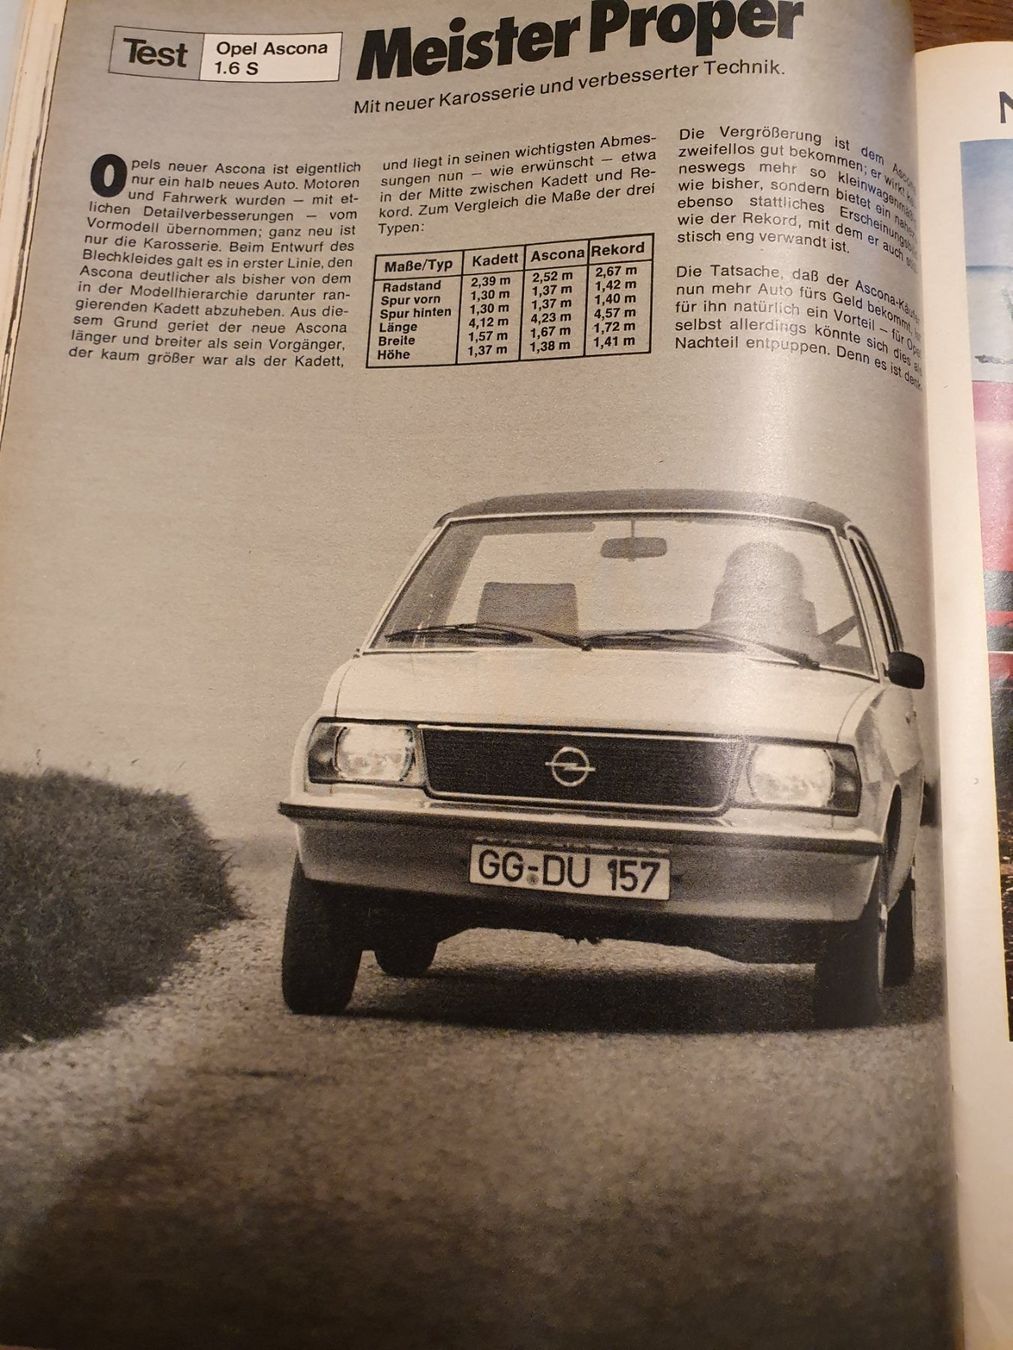 Test
Opel Ascona
1.6 S
Meister Proper
Mit neuer Karosserie und verbesserter Technik.
Opels neuer Ascona ist eigentlich
nur ein halb neues Auto. Motoren
und Fahrwerk wurden – mit et-
lichen Detailverbesserungen – vom
Vormodell übernommen; ganz neu ist
nur die Karosserie. Beim Entwurf des
Blechkleides galt es in erster Linie, den
Ascona deutlicher als bisher von dem
in der Modellhierarchie darunter ran-
gierenden Kadett abzuheben. Aus die-
sem Grund geriet der neue Ascona
länger und breiter als sein Vorgänger,
der kaum größer war als der Kadett,
und liegt in seinen wichtigsten Abmes-
sungen nun – wie erwünscht – etwa
in der Mitte zwischen Kadett und Re-
kord. Zum Vergleich die Maße der drei
Typen:
Maße/Typ Kadett Ascona Rekord
Radstand 2,39 m 2,52 m 2,67 m
Spur vorn 1,30 m 1,37 m 1,42 m
Spur hinten 1,30 m 1,37 m 1,40 m
Länge 4,12 m 4,23 m 4,57 m
Breite 1,57 m 1,67 m 1,72 m
Höhe 1,37 m 1,38 m 1,41 m
Die Vergrößerung ist dem Ascona
zweifellos gut bekommen; er wirkt
neswegs mehr so
wie bisher, sondern bietet ein
ebenso stattliches
wie der Rekord, mit dem er auch
stisch eng verwandt ist.
Die Tatsache, daß der Ascona-Käufer
nun mehr Auto fürs Geld bekommt,
für ihn natürlich ein Vorteil – für Opel
selbst allerdings könnte sich dies als
Nachteil entpuppen. Denn es ist
GG-DU 157